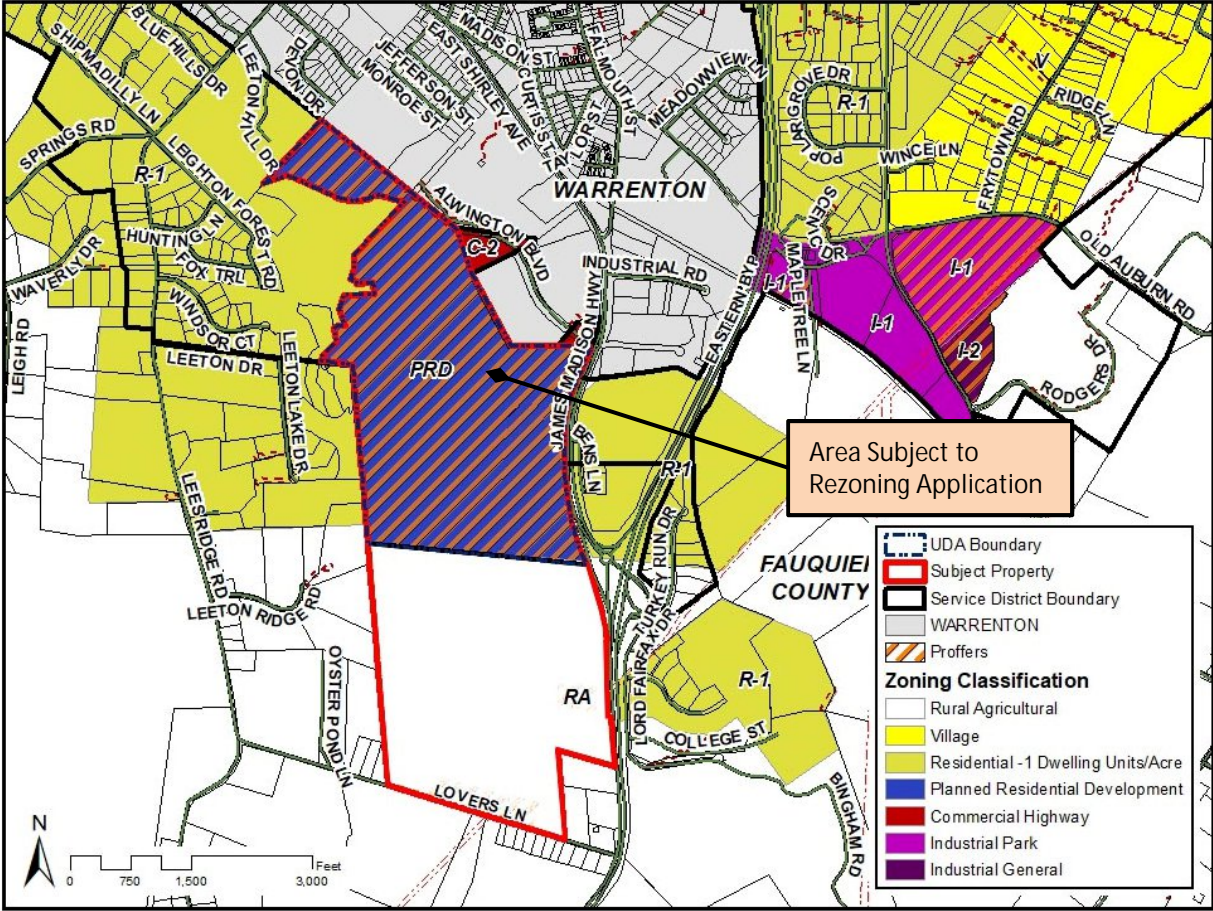 BLUE HILLS DR
SHIPMADILLY LN
LEETON HILL DR
DEVON DR
JEFFERSON ST
MONROE ST
MADISON ST
EAST SHIRLEY AVE
CURTIS ST
TAYLOR ST
FALMOUTH ST
MEADOWVIEW LN
POPLAR GROVE DR
R-1
V
RIDGE LN
WINCE LN
FRYTOWN RD
SPRINGS RD
R-1
LEIGHTON FOREST RD
HUNTING LN
FOX TRL
WAVERLY DR
WINDSOR CT
LEIGH RD
LEETON DR
LEETON LAKE DR
ALWINGTON BLVD
C-2
WARRENTON
INDUSTRIAL RD
JAMES MADISON HWY
EASTERN BYP
SCENIC DR
MAPLE TREE LN
I-1
I-1
I-1
I-2
OLD AUBURN RD
RODGERS DR
PRD
BENS LN
R-1
Area Subject to
Rezoning Application
LEES RIDGE RD
LEETON RIDGE RD
OYSTER POND LN
TURKEY RUN DR
LORD FAIRFAX DR
FAUQUIE
COUNTY
RA
R-1
COLLEGE ST
BINGHAM RD
LOVERS LN
N
Feet
0 750 1,500 3,000
UDA Boundary
Subject Property
Service District Boundary
WARRENTON
Proffers
Zoning Classification
Rural Agricultural
Village
Residential -1 Dwelling Units/Acre
Planned Residential Development
Commercial Highway
Industrial Park
Industrial General